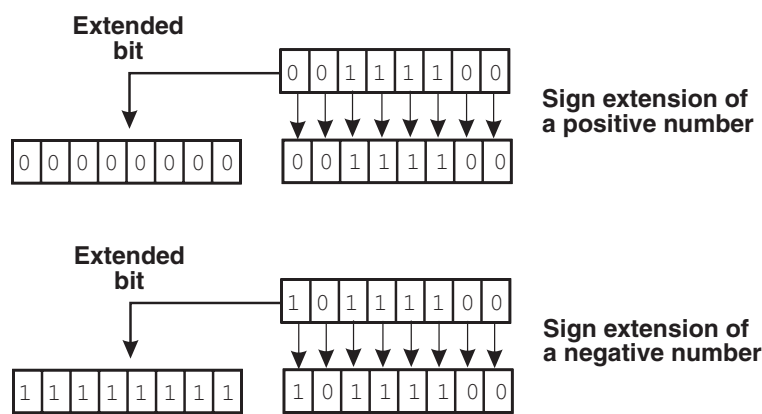 Extended
bit
0 0 1 1 1 1 0 0
Sign extension of
a positive number
0 0 0 0 0 0 0 0
0 0 1 1 1 1 0 0
Extended
bit
1 0 1 1 1 1 0 0
Sign extension of
a negative number
1 1 1 1 1 1 1 1
1 0 1 1 1 1 0 0